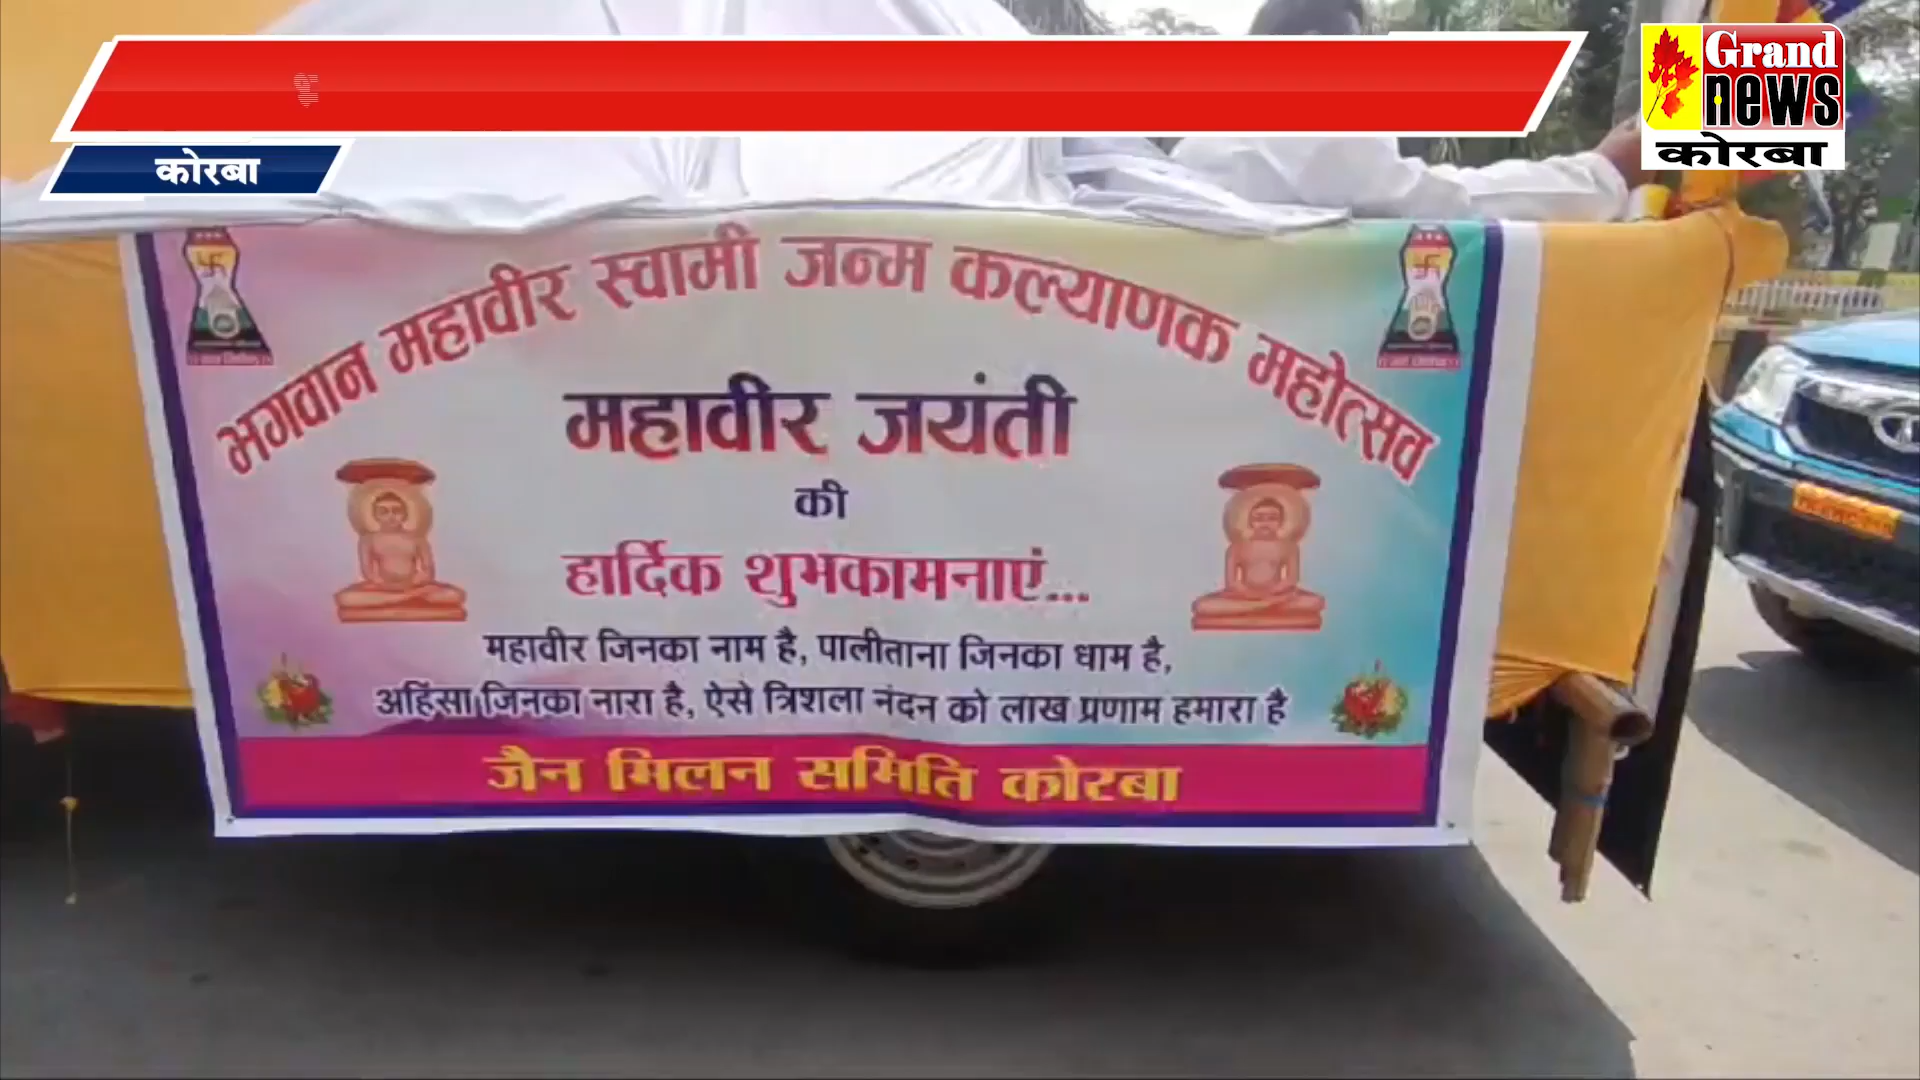 Grand
news
कोरबा
कोरबा
भगवान महावीर स्वामी जन्म कल्याणक महोत्सव
महावीर जयंती
की
हार्दिक शुभकामनाएं...
महावीर जिनका नाम है, पालीताना जिनका धाम है,
अहिंसा जिनका नारा है, ऐसे त्रिशला नंदन को लाख प्रणाम हमारा है
जैन मिलन समिति कोरबा